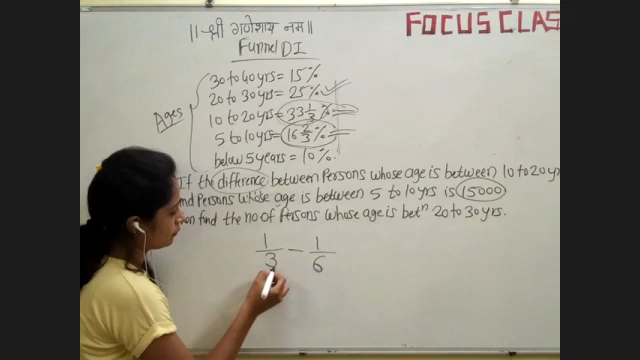 ॥श्री गणेशाय नम॥
FOCUS CLAS
Funnel DI
Ages
30 to 40 yrs = 15%
20 to 30 yrs = 25%
10 to 20 yrs = 33 1/3 %
5 to 10 yrs = 16 2/3 %
below 5 years = 10%.
If the difference between Persons whose age is between 10 to 20 yr
and Persons whose age is between 5 to 10 yrs is 15000
find the no of Persons whose age is betⁿ 20 to 30 yrs.
1/3 - 1/6